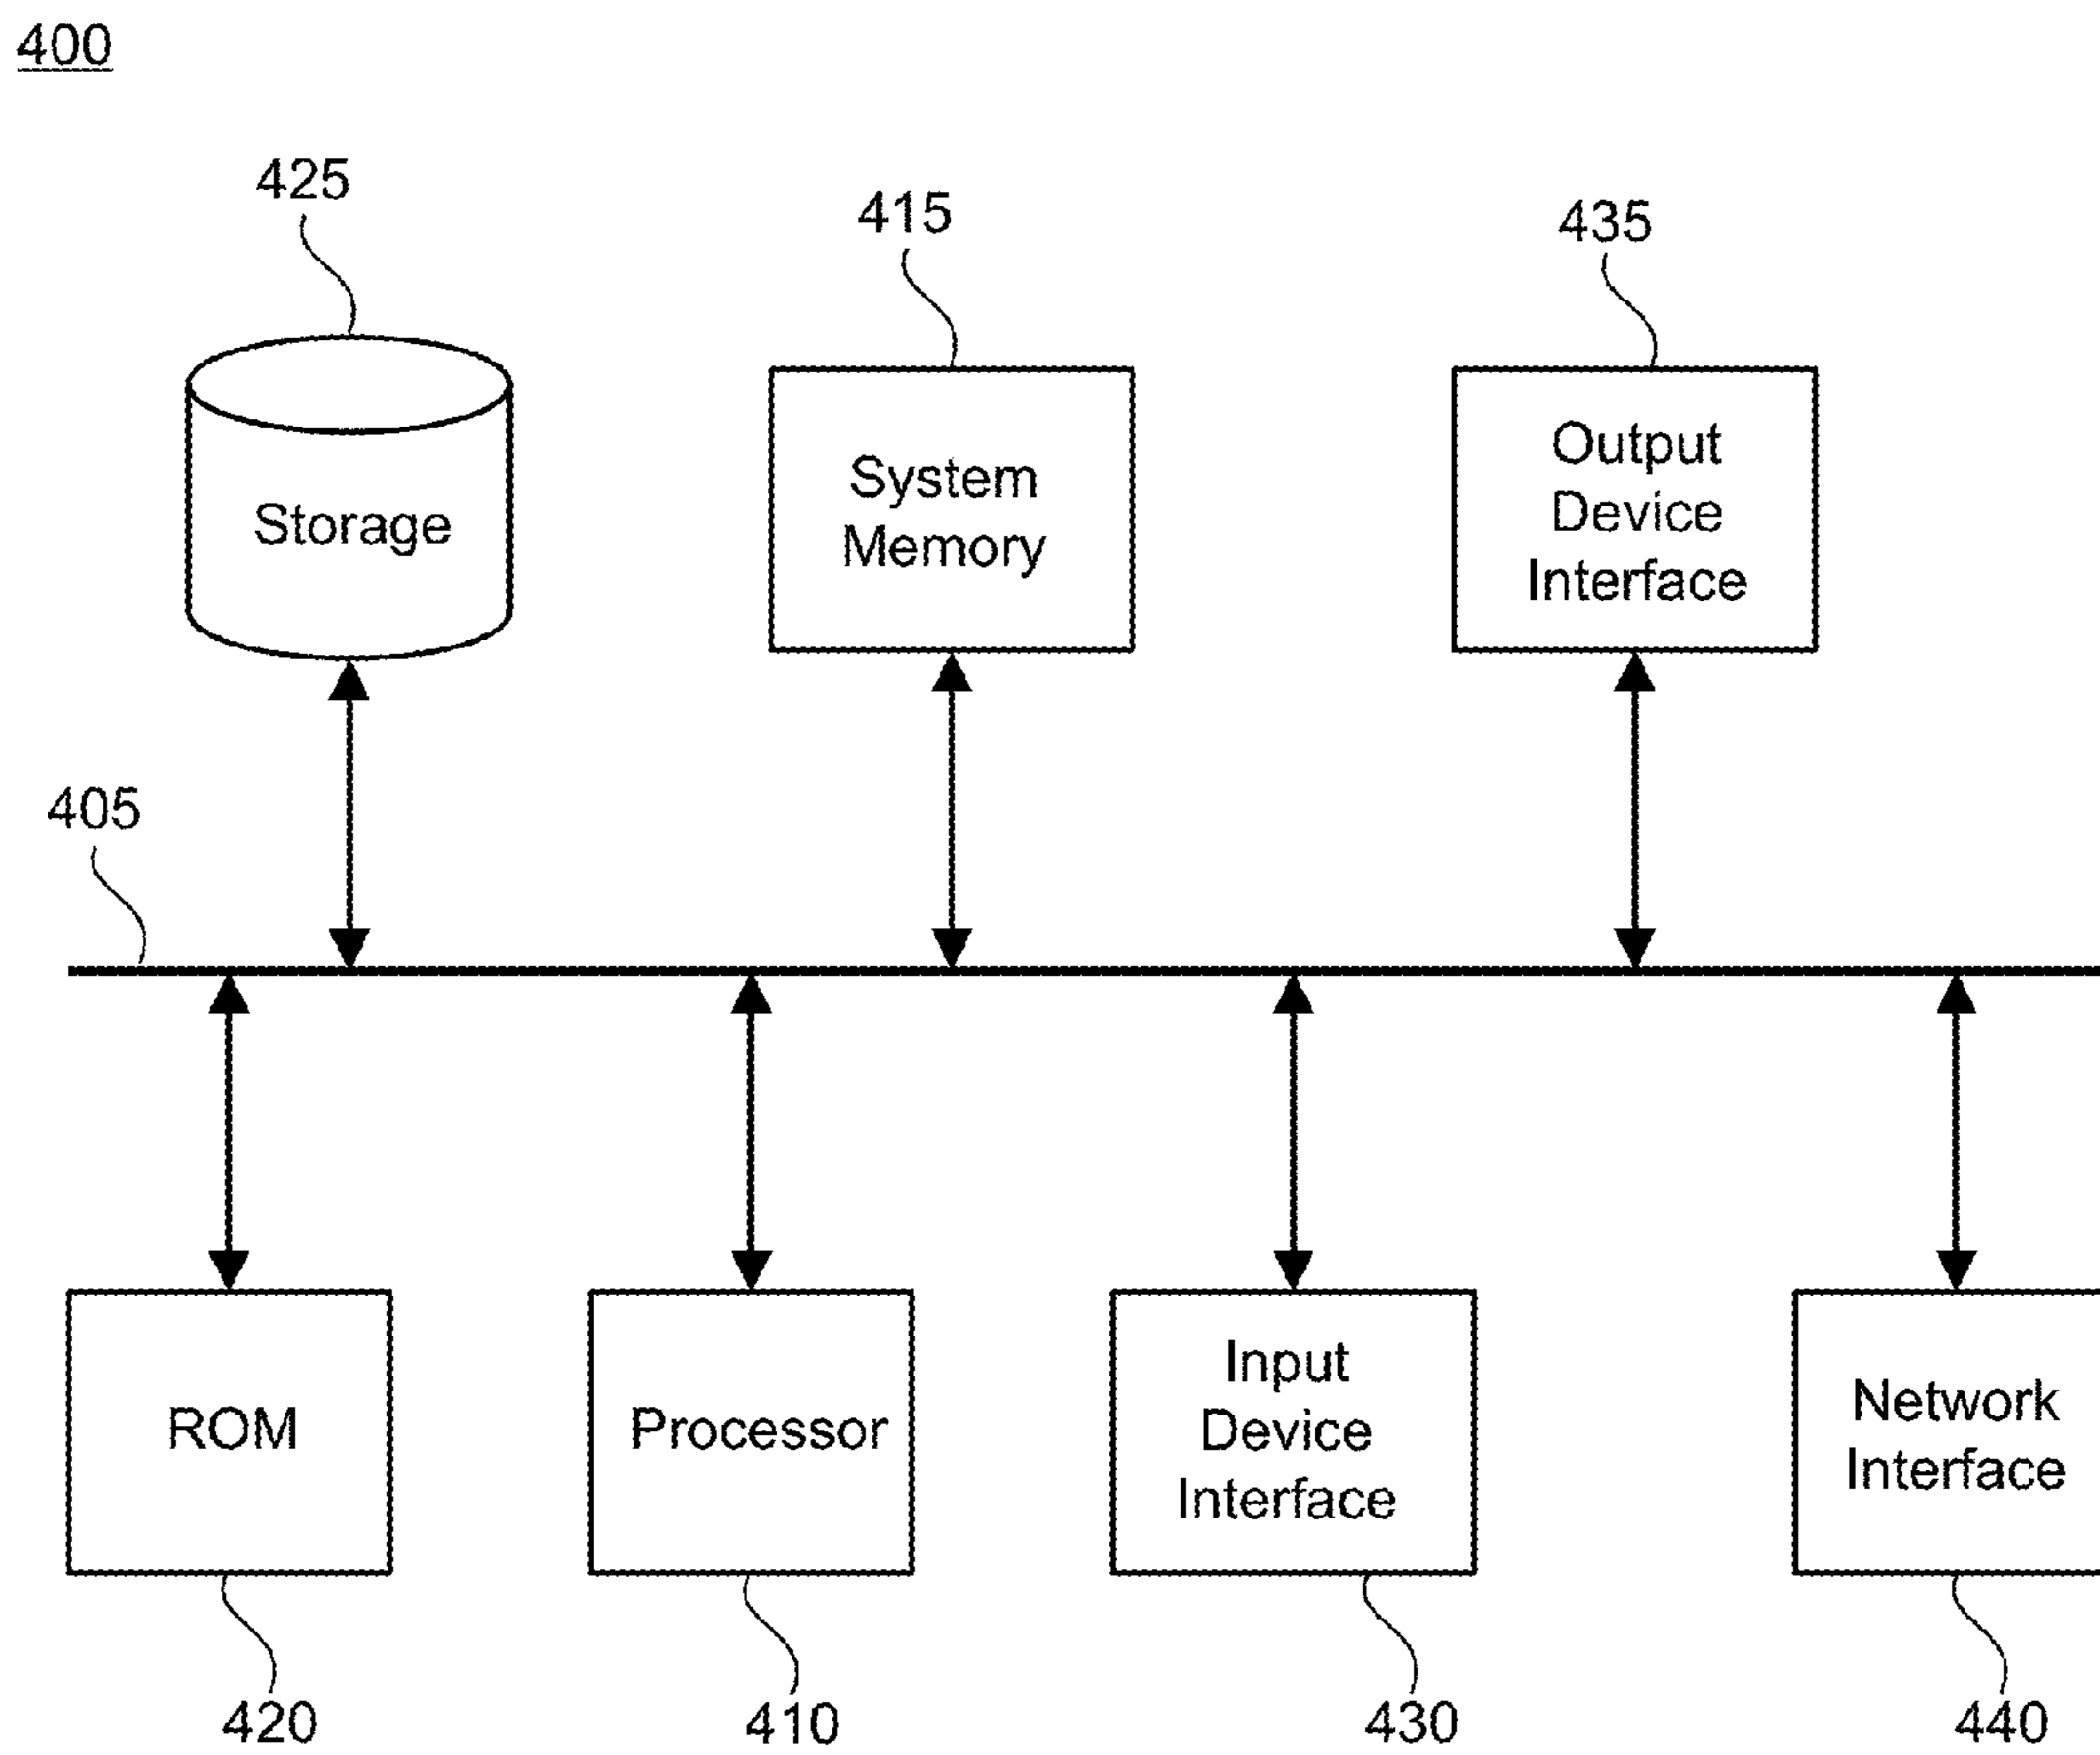 400
425
415
435
Storage
System
Memory
Output
Device
Interface
405
ROM
Processor
Input
Device
Interface
Network
Interface
420
410
430
440